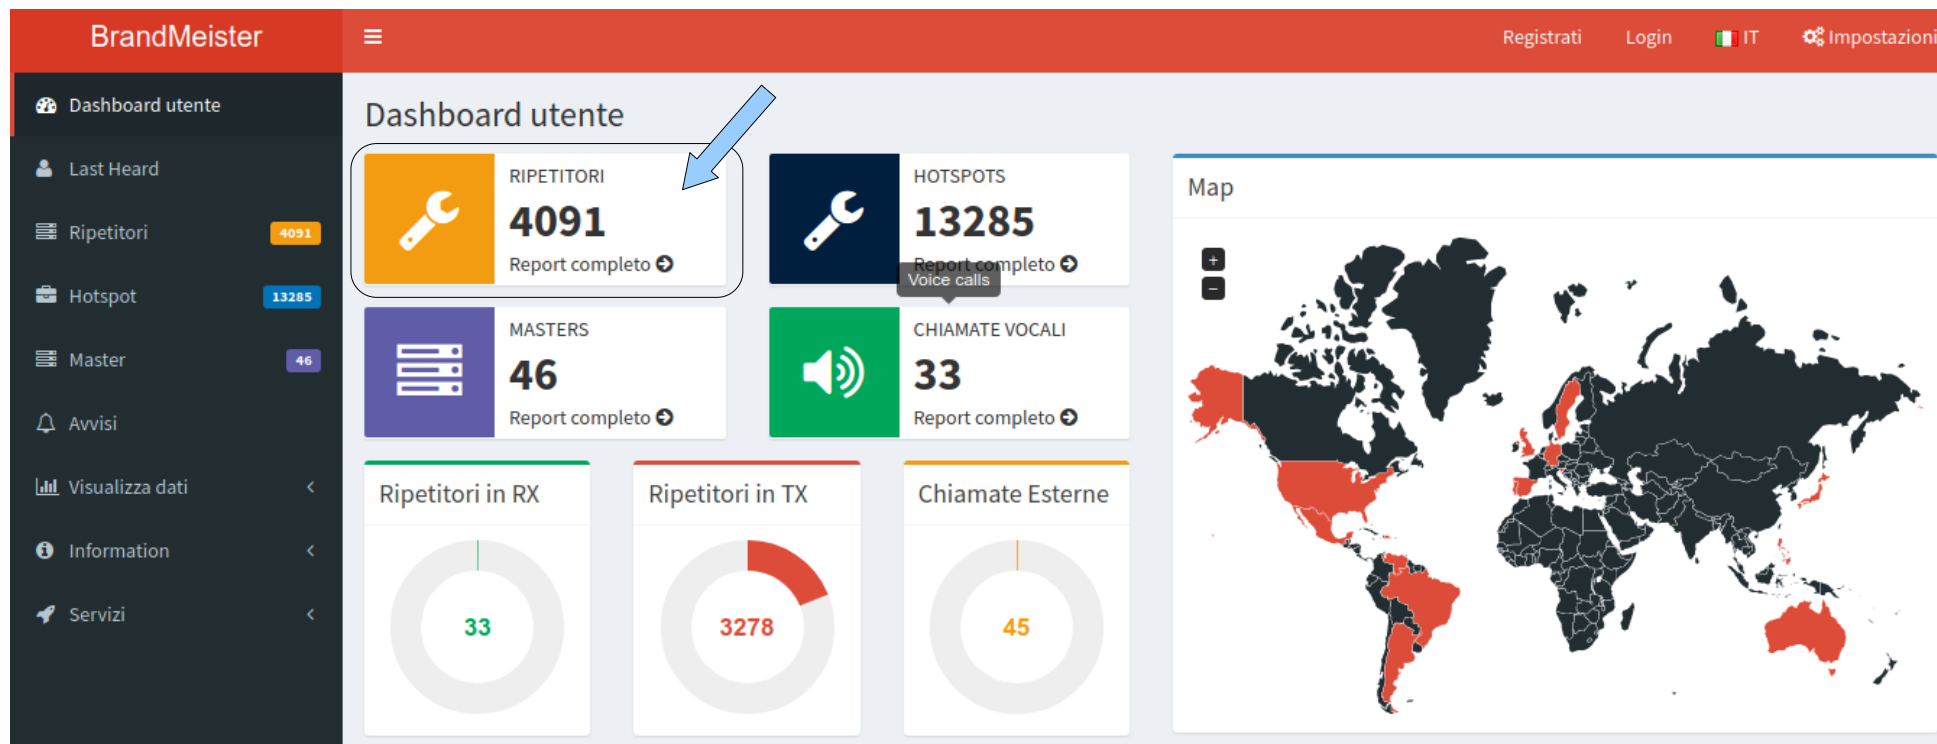 BrandMeister
Registrati
Login
IT
Impostazioni
Dashboard utente
Last Heard
Ripetitori
4091
Hotspot
13285
Master
46
Avvisi
Visualizza dati
Information
Servizi
Dashboard utente
RIPETITORI
4091
Report completo
HOTSPOTS
13285
Report completo
Voice calls
MASTERS
46
Report completo
CHIAMATE VOCALI
33
Report completo
Ripetitori in RX
33
Ripetitori in TX
3278
Chiamate Esterne
45
Map
+
−